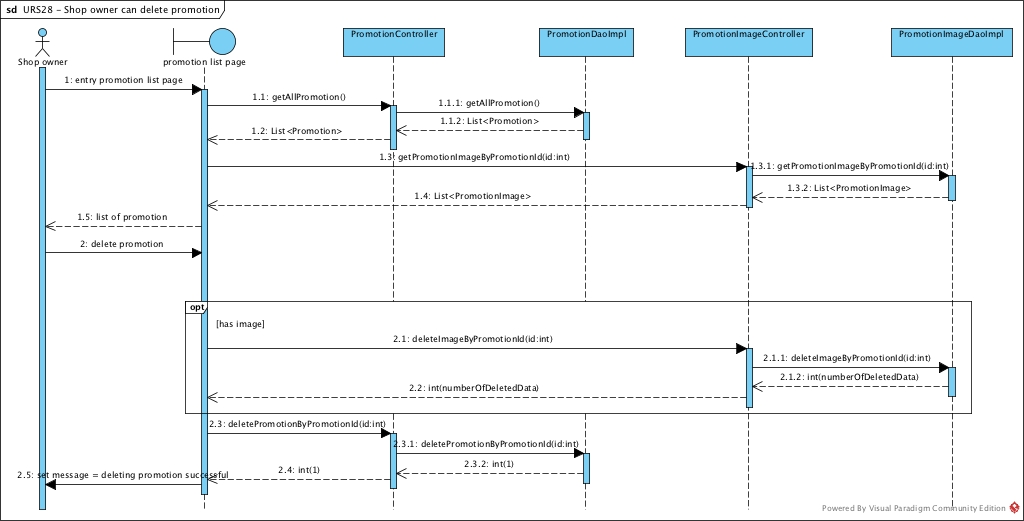 sd URS28 - Shop owner can delete promotion
PromotionController
PromotionDaoImpl
PromotionImageController
PromotionImageDaoImpl
Shop owner
promotion list page
1: entry promotion list page
1.1: getAllPromotion()
1.1.1: getAllPromotion()
1.1.2: List<Promotion>
1.2: List<Promotion>
1.3: getPromotionImageByPromotionId(id:int)
1.3.1: getPromotionImageByPromotionId(id:int)
1.3.2: List<PromotionImage>
1.4: List<PromotionImage>
1.5: list of promotion
2: delete promotion
opt
[has image]
2.1: deleteImageByPromotionId(id:int)
2.1.1: deleteImageByPromotionId(id:int)
2.1.2: int(numberOfDeletedData)
2.2: int(numberOfDeletedData)
2.3: deletePromotionByPromotionId(id:int)
2.3.1: deletePromotionByPromotionId(id:int)
2.3.2: int(1)
2.4: int(1)
2.5: set message = deleting promotion succeseful
Powered By Visual Paradigm Community Edition